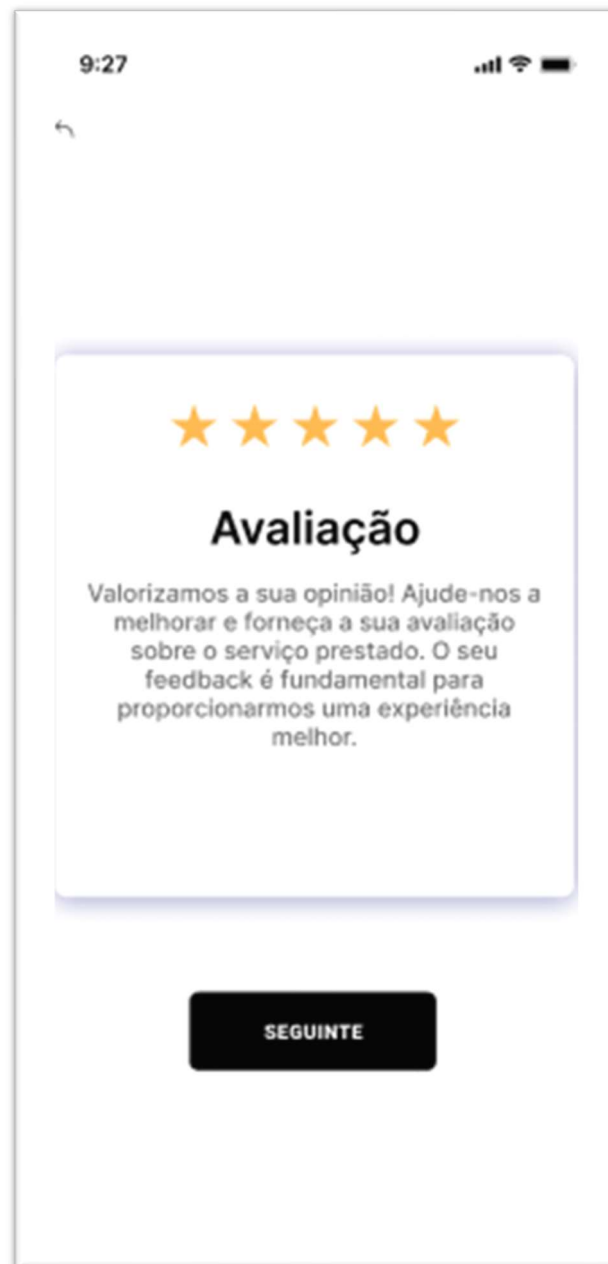 9:27
Avaliação
Valorizamos a sua opinião! Ajude-nos a
melhorar e forneça a sua avaliação
sobre o serviço prestado. O seu
feedback é fundamental para
proporcionarmos uma experiência
melhor.
SEGUINTE